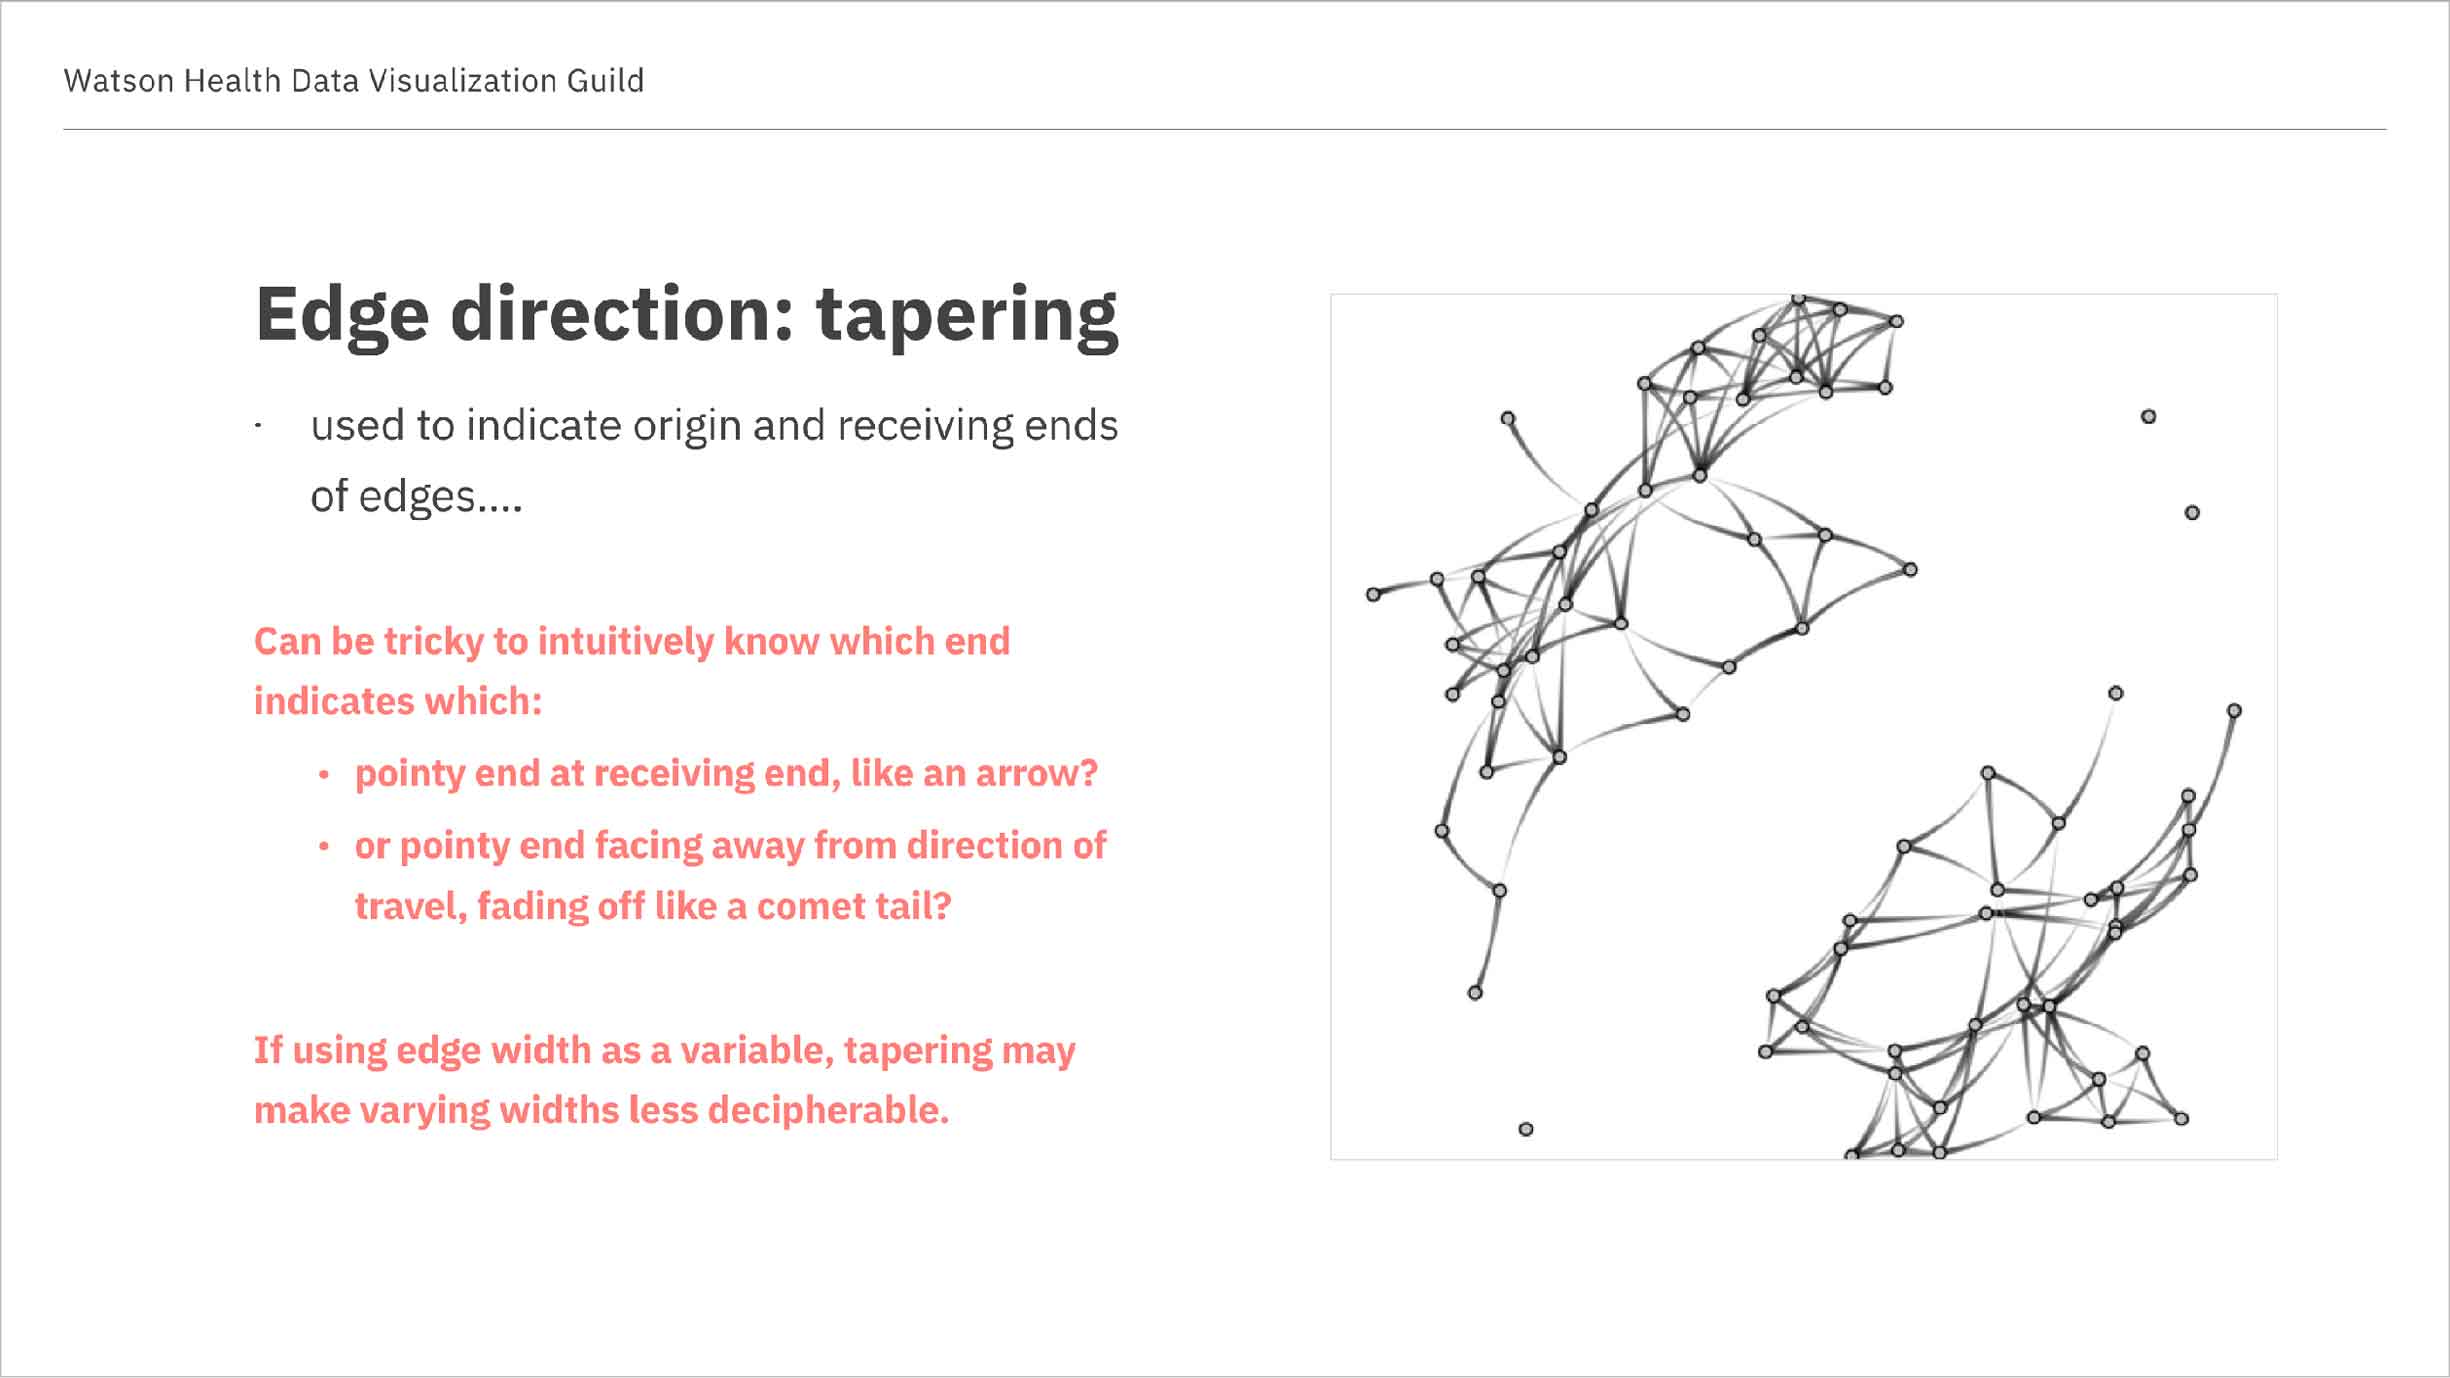 Watson Health Data Visualization Guild
Edge direction: tapering
· used to indicate origin and receiving ends
of edges....
Can be tricky to intuitively know which end
indicates which:
• pointy end at receiving end, like an arrow?
• or pointy end facing away from direction of
travel, fading off like a comet tail?
If using edge width as a variable, tapering may
make varying widths less decipherable.